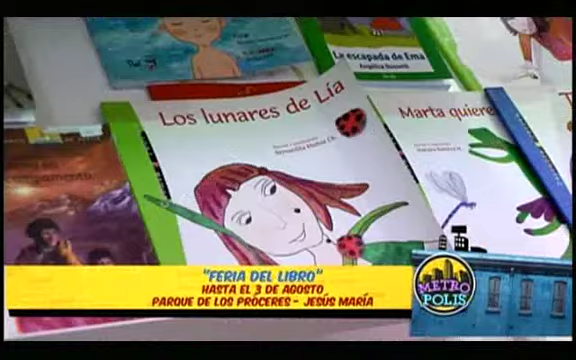 La escapada de Ema
Los lunares de Lía
Marta quiere
"FERIA DEL LIBRO"
HASTA EL 3 DE AGOSTO
PARQUE DE LOS PRÓCERES - JESÚS MARÍA
METRO
POLIS